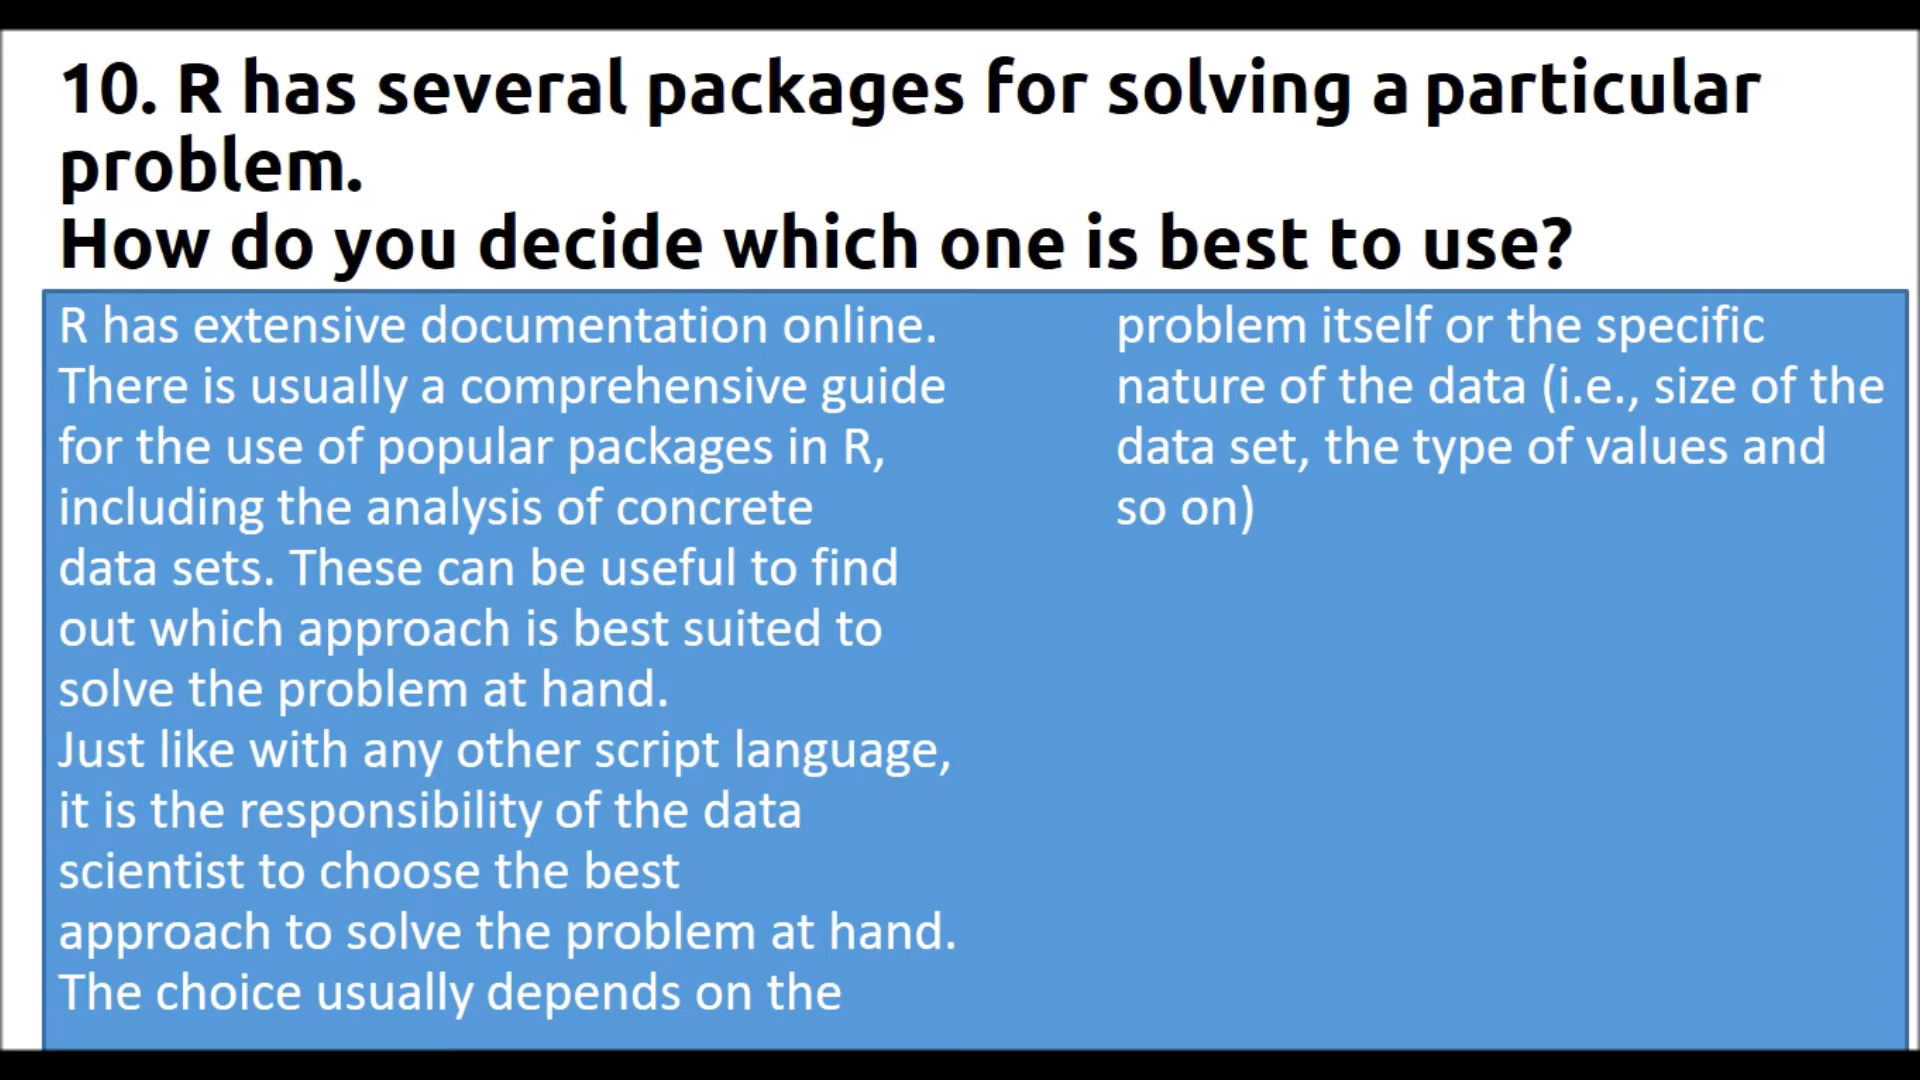 10. R has several packages for solving a particular
problem.
How do you decide which one is best to use?
R has extensive documentation online.
There is usually a comprehensive guide
for the use of popular packages in R,
including the analysis of concrete
data sets. These can be useful to find
out which approach is best suited to
solve the problem at hand.
Just like with any other script language,
it is the responsibility of the data
scientist to choose the best
approach to solve the problem at hand.
The choice usually depends on the
problem itself or the specific
nature of the data (i.e., size of the
data set, the type of values and
so on)